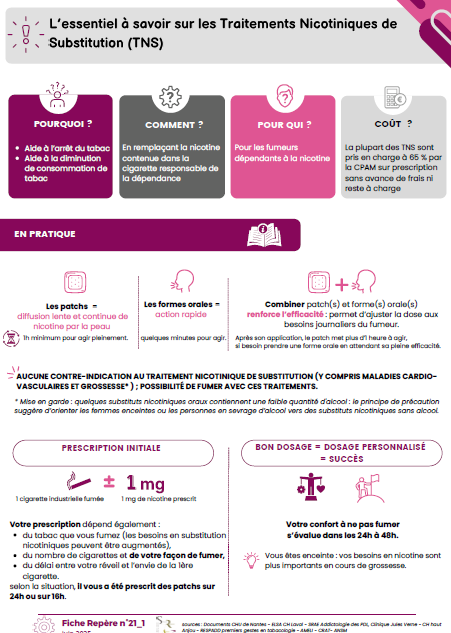 L'essentiel à savoir sur les Traitements Nicotiniques de
Substitution (TNS)
POURQUOI ?
• Aide à l'arrêt du tabac
• Aide à la diminution
de consommation de
tabac
COMMENT ?
En remplaçant la nicotine
contenue dans la
cigarette responsable de
la dépendance
POUR QUI ?
Pour les fumeurs
dépendants à la nicotine
COÛT ?
La plupart des TNS sont
pris en charge à 65 % par
la CPAM sur prescription
sans avance de frais ni
reste à charge
EN PRATIQUE
Les patchs =
diffusion lente et continue de
nicotine par la peau
1h minimum pour agir pleinement.
Les formes orales =
action rapide
quelques minutes pour agir.
Combiner patch(s) et forme(s) orale(s)
renforce l'efficacité : permet d'ajuster la dose aux
besoins journaliers du fumeur.
Après son application, le patch met plus d'1 heure à agir,
si besoin prendre une forme orale en attendant sa pleine efficacité.
AUCUNE CONTRE-INDICATION AU TRAITEMENT NICOTINIQUE DE SUBSTITUTION (Y COMPRIS MALADIES CARDIO-
VASCULAIRES ET GROSSESSE* ) ; POSSIBILITÉ DE FUMER AVEC CES TRAITEMENTS.
* Mise en garde : quelques substituts nicotiniques oraux contiennent une faible quantité d'alcool : le principe de précaution
suggère d'orienter les femmes enceintes ou les personnes en sevrage d'alcool vers des substituts nicotiniques sans alcool.
PRESCRIPTION INITIALE
± 1 mg
1 cigarette industrielle fumée
1 mg de nicotine prescrit
Votre prescription dépend également :
• du tabac que vous fumez (les besoins en substitution
nicotiniques peuvent être augmentés),
• du nombre de cigarettes et de votre façon de fumer,
• du délai entre votre réveil et l'envie de la 1ère
cigarette.
selon la situation, il vous a été prescrit des patchs sur
24h ou sur 16h.
BON DOSAGE = DOSAGE PERSONNALISÉ
= SUCCÈS
Votre confort à ne pas fumer
s'évalue dans les 24h à 48h.
Vous êtes enceinte : vos besoins en nicotine sont
plus importants en cours de grossesse.
Fiche Repère n°21_1
Juin 2025
sources : Documents CHU de Nantes - ELSA CH Laval - SRAE Addictologie des PDL, Clinique Jules Verne - CH haut
Anjou - RESPADD premiers gestes en tabacologie - AMELI - CRAT- ANSM